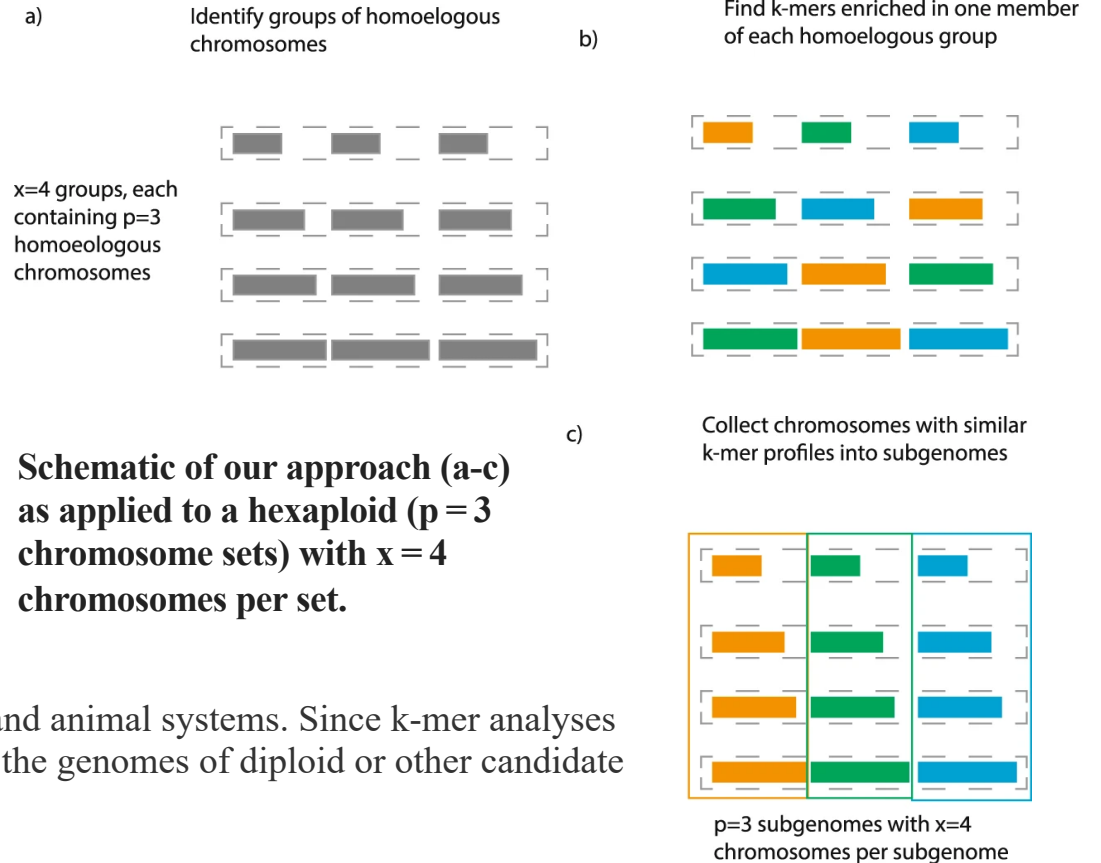 a)
Identify groups of homoelogous
chromosomes
x=4 groups, each
containing p=3
homoeologous
chromosomes
b)
Find k-mers enriched in one member
of each homoelogous group
c)
Collect chromosomes with similar
k-mer profiles into subgenomes
p=3 subgenomes with x=4
chromosomes per subgenome
Schematic of our approach (a-c)
as applied to a hexaploid (p = 3
chromosome sets) with x = 4
chromosomes per set.
and animal systems. Since k-mer analyses
the genomes of diploid or other candidate